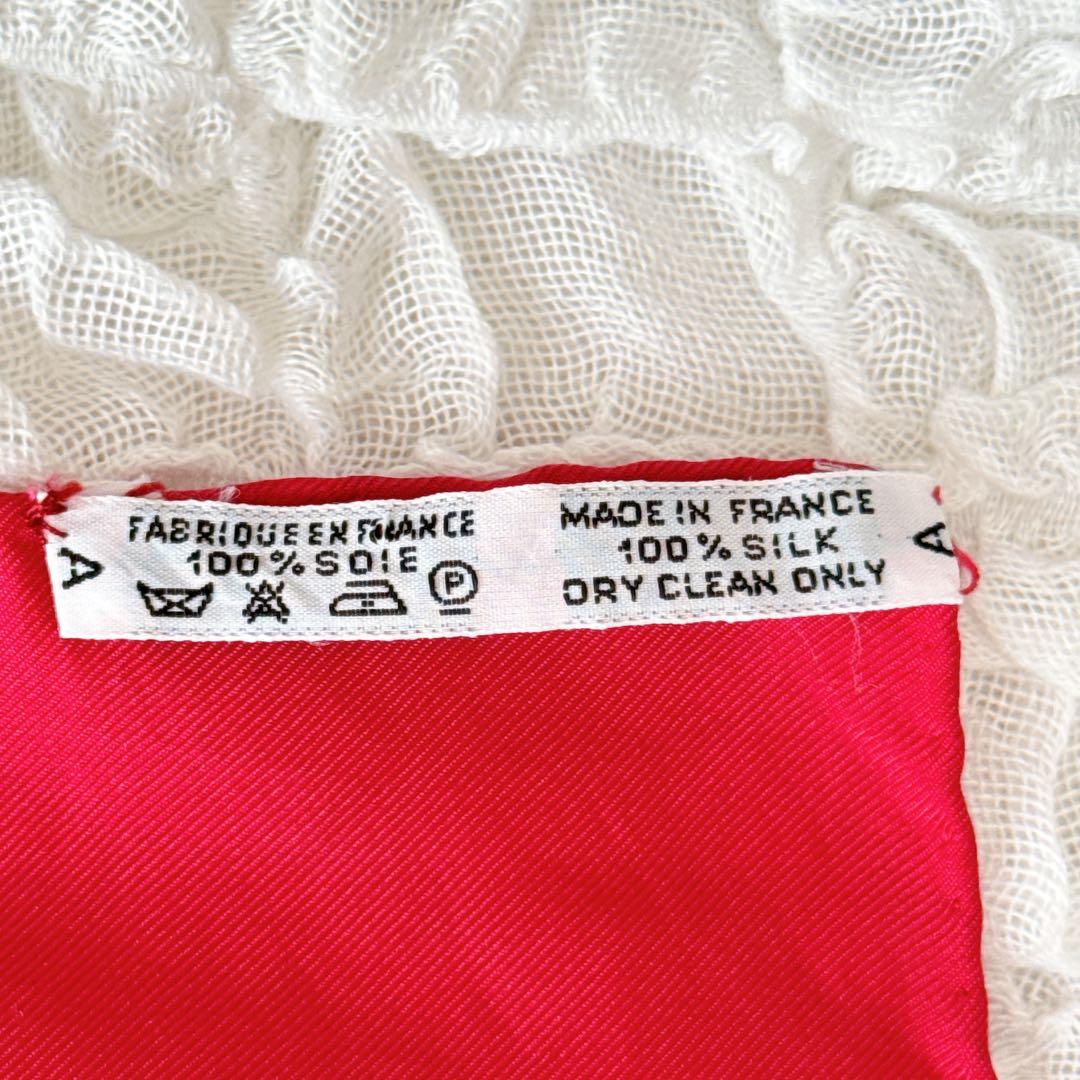 A
FABRIQUE EN FRANCE
100% SOIE
P
MADE IN FRANCE
100% SILK
DRY CLEAN ONLY
A